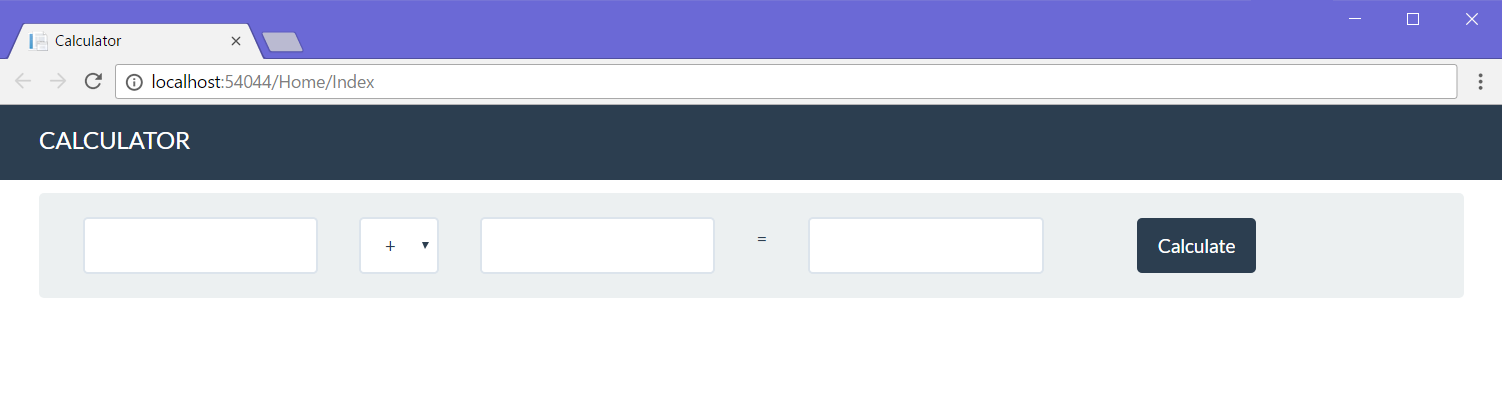 Calculator
localhost:54044/Home/Index
CALCULATOR
+ = Calculate